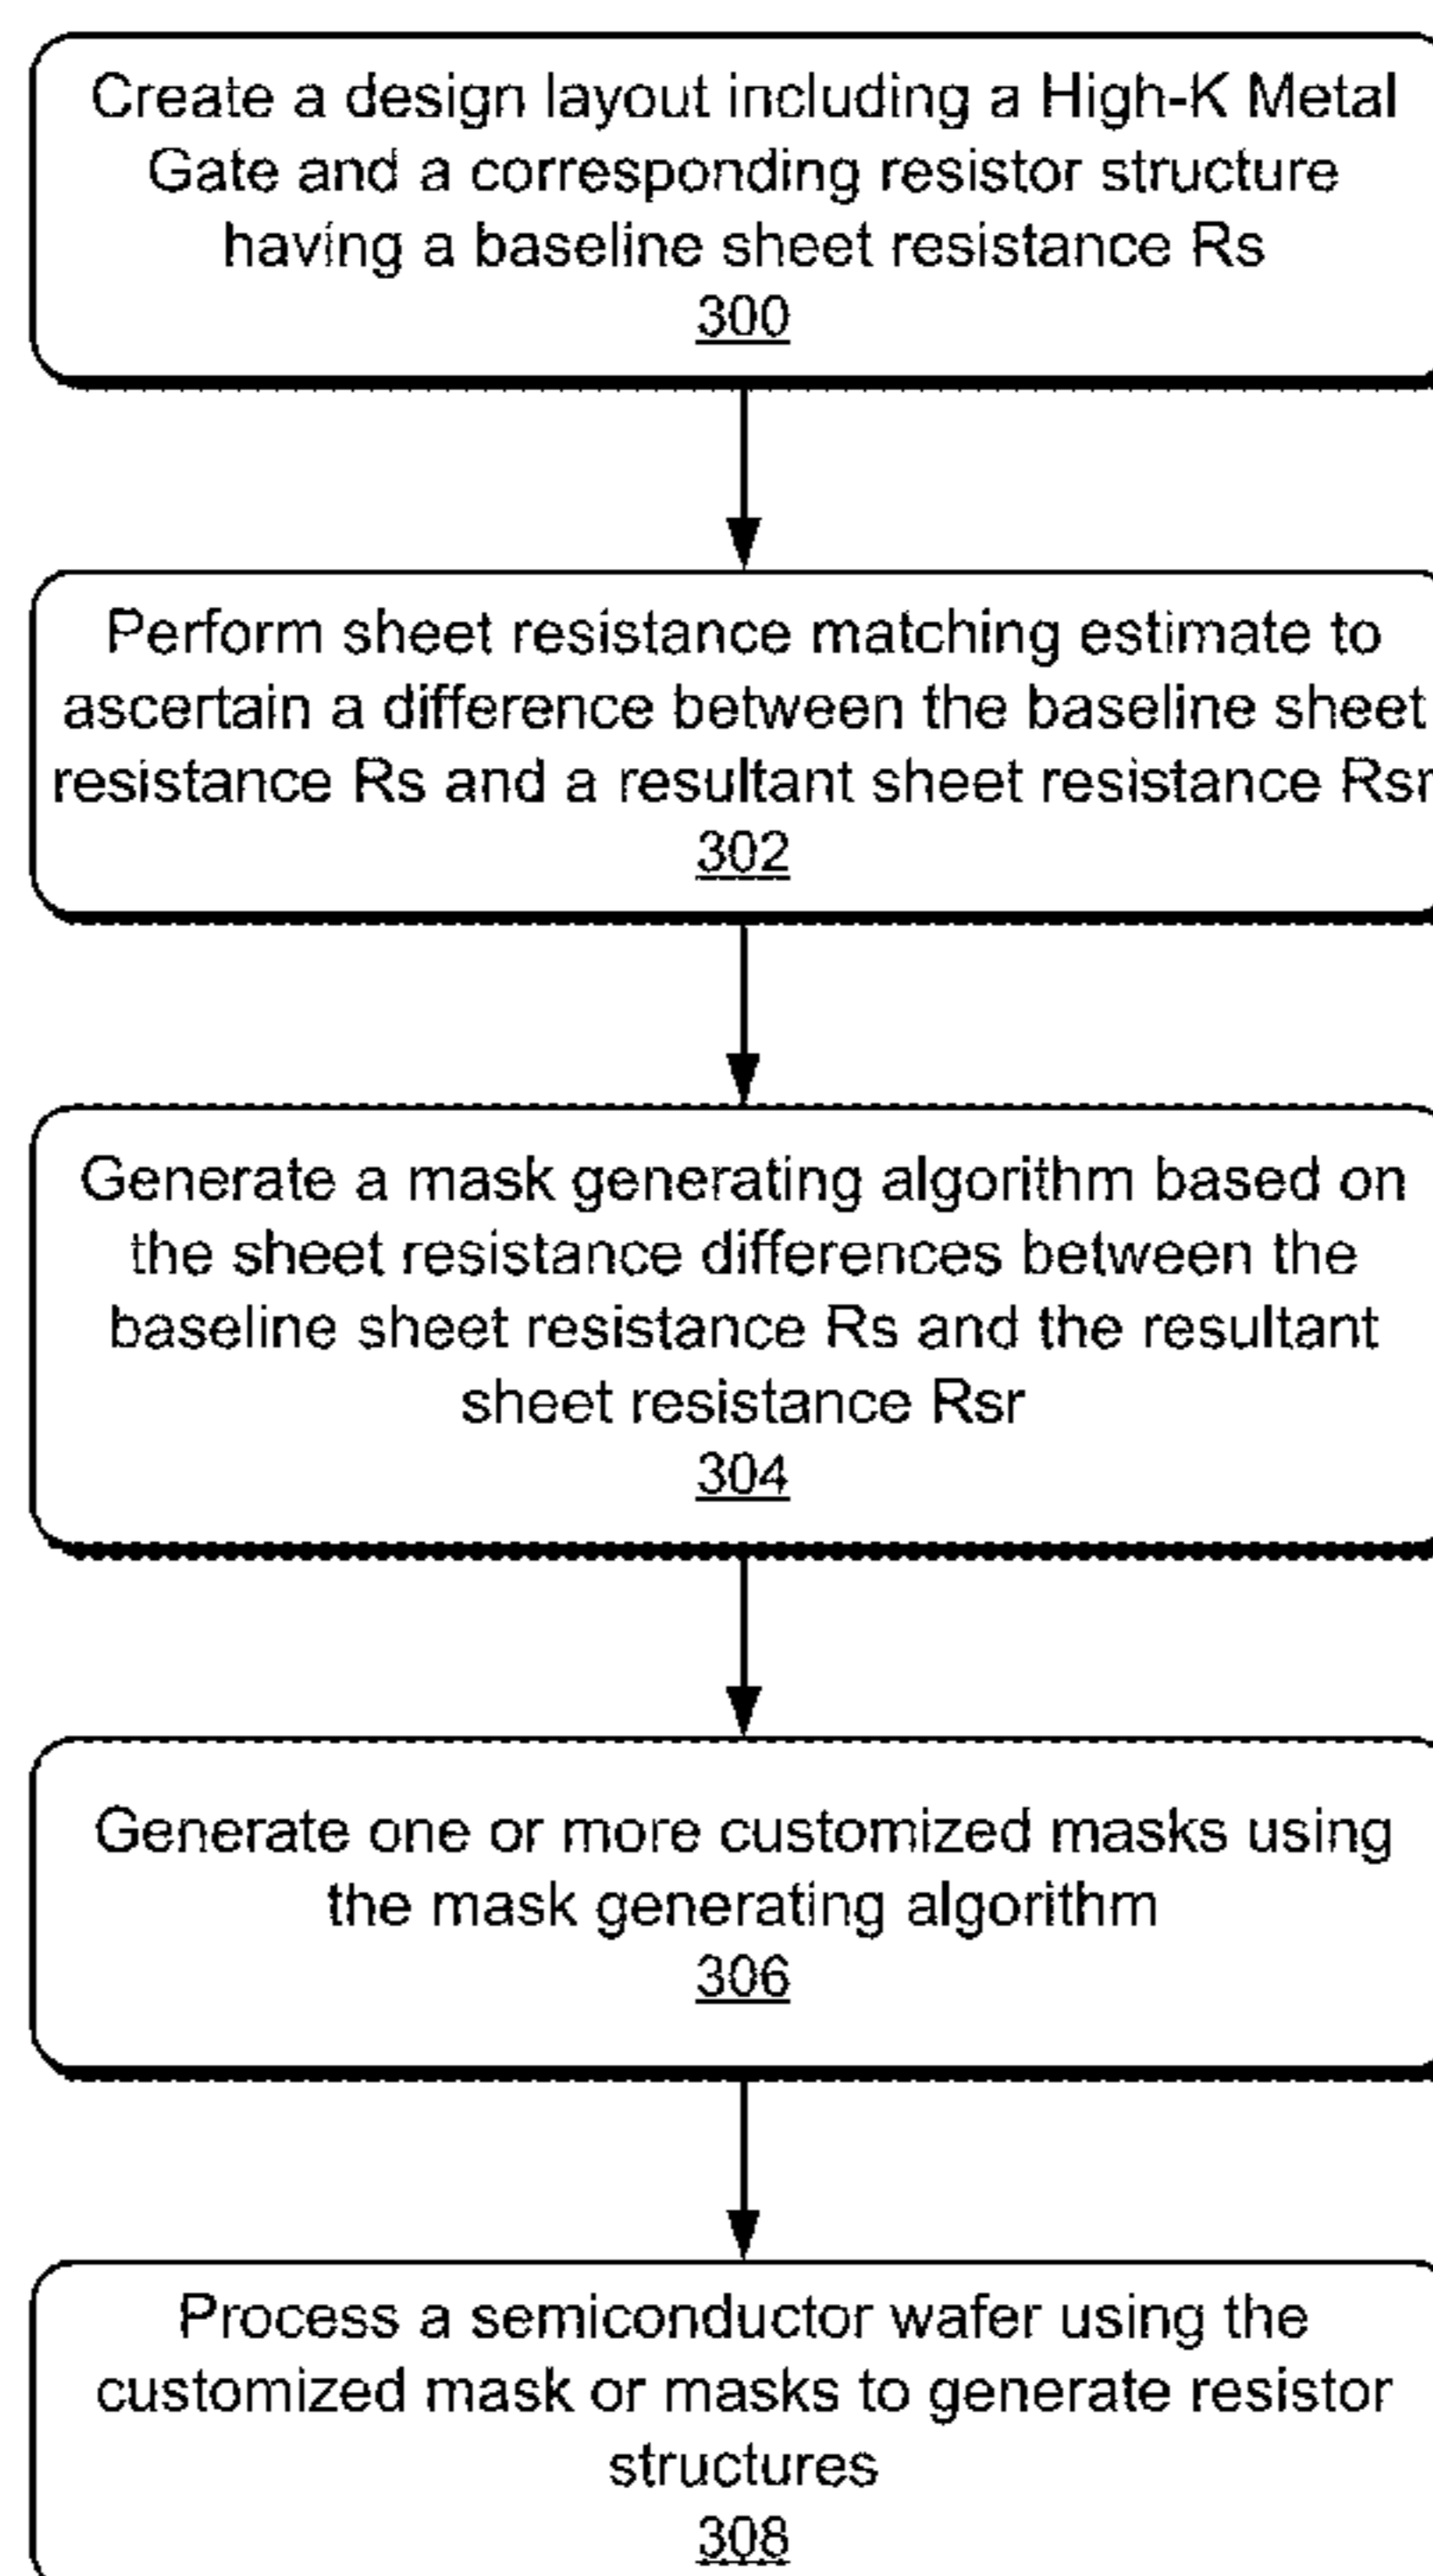 Create a design layout including a High-K Metal
Gate and a corresponding resistor structure
having a baseline sheet resistance Rs
300
Perform sheet resistance matching estimate to
ascertain a difference between the baseline sheet
resistance Rs and a resultant sheet resistance Rsr
302
Generate a mask generating algorithm based on
the sheet resistance differences between the
baseline sheet resistance Rs and the resultant
sheet resistance Rsr
304
Generate one or more customized masks using
the mask generating algorithm
306
Process a semiconductor wafer using the
customized mask or masks to generate resistor
structures
308